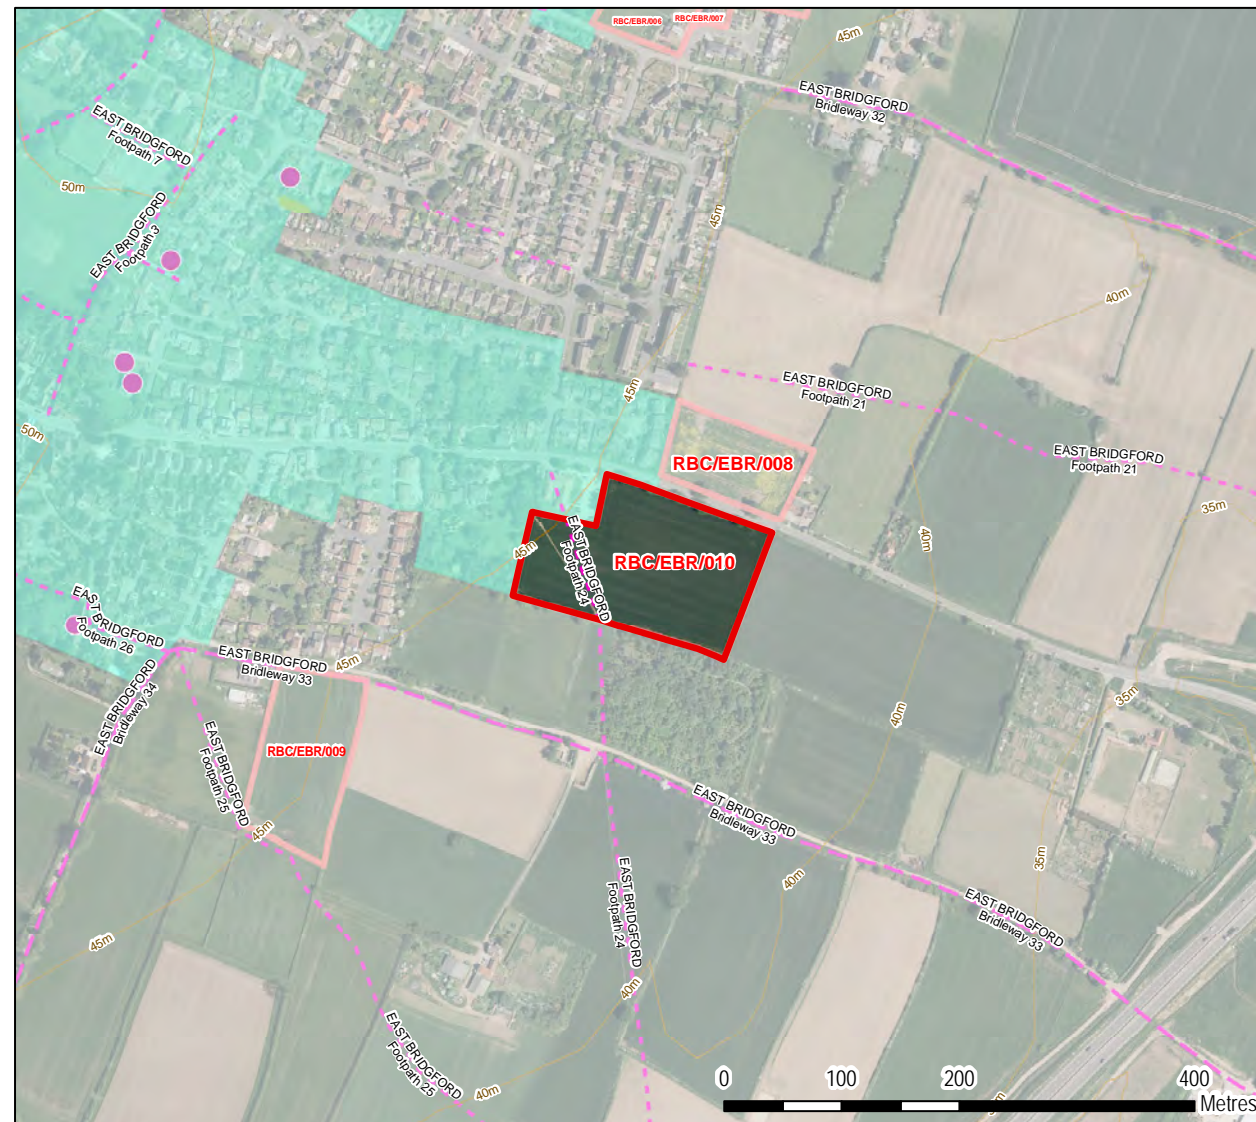 RBC/EBR/006
RBC/EBR/007
45m
EAST BRIDGFORD
Bridleway 32
EAST BRIDGFORD
Footpath 7
50m
EAST BRIDGFORD
Footpath 3
45m
40m
45m
EAST BRIDGFORD
Footpath 21
50m
EAST BRIDGFORD
Footpath 21
RBC/EBR/008
35m
EAST BRIDGFORD
Footpath 24
45m
40m
RBC/EBR/010
EAST BRIDGFORD
Footpath 26
EAST BRIDGFORD
Bridleway 33
45m
EAST BRIDGFORD
Bridleway 34
35m
40m
EAST BRIDGFORD
Footpath 25
RBC/EBR/009
EAST BRIDGFORD
Bridleway 33
45m
35m
40m
EAST BRIDGFORD
Footpath 24
EAST BRIDGFORD
Bridleway 33
45m
40m
EAST BRIDGFORD
Footpath 25
40m
0
100
200
400
Metres